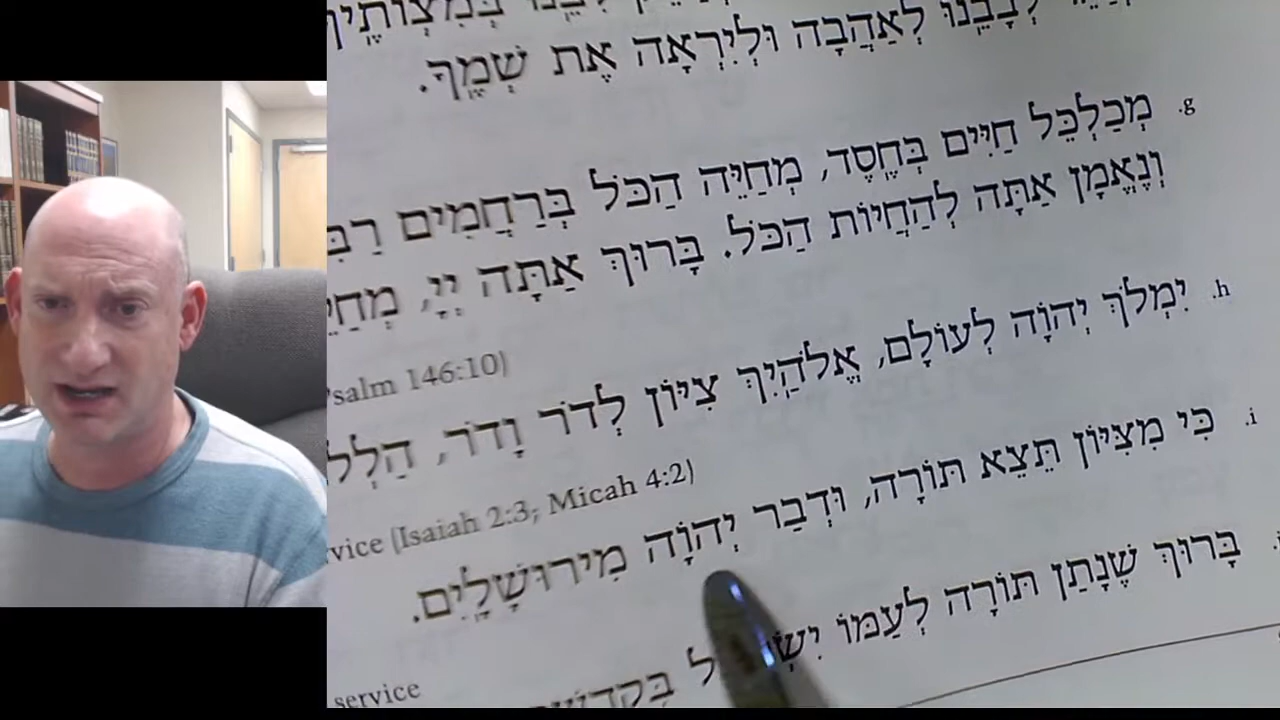 לְבָבֵֽנוּ לְאַהֲבָה וּלְיִרְאָה אֶת שְׁמֶֽךָ.
g. מְכַלְכֵּל חַיִּים בְּחֶֽסֶד, מְחַיֵּה הַכֹּל בְּרַחֲמִים
וְנֶאֱמָן אַתָּה לְהַחֲיוֹת הַכֹּל. בָּרוּךְ אַתָּה יְיָ,
Psalm 146:10)
h. יִמְלֹךְ יְהוָֹה לְעוֹלָם, אֱלֹהַֽיִךְ צִיּוֹן לְדֹר וָדֹר,
(Isaiah 2:3; Micah 4:2)
i. כִּי מִצִּיּוֹן תֵּצֵא תוֹרָה, וּדְבַר יְהוָֹה מִירוּשָׁלָֽיִם.
service
בָּרוּךְ שֶׁנָּתַן תּוֹרָה לְעַמּוֹ